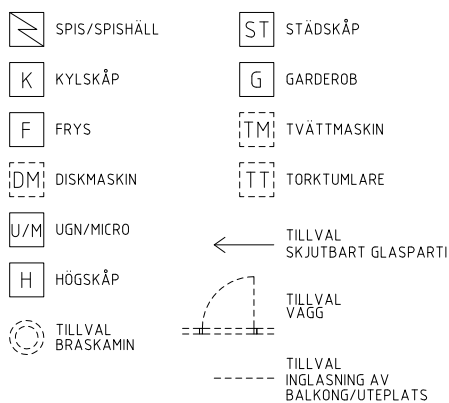 SPIS/SPISHÄLL
K KYLSKÅP
F FRYS
DM DISKMASKIN
U/M UGN/MICRO
H HÖGSKÅP
TILLVAL
BRASKAMIN
ST STÄDSKÅP
G GARDEROB
TM TVÄTTMASKIN
TT TORKTUMLARE
TILLVAL
SKJUTBART GLASPARTI
TILLVAL
VÄGG
TILLVAL
INGLASNING AV
BALKONG/UTEPLATS